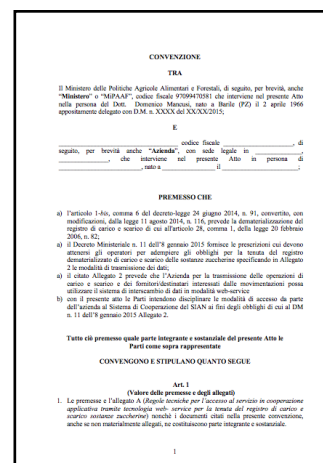 CONVENZIONE
TRA
Il Ministero delle Politiche Agricole Alimentari e Forestali, di seguito, per brevità, anche
"Ministero" o "MiPAAF", codice fiscale 97099470581 che interviene nel presente Atto
nella persona del Dott. Domenico Mancusi, nato a Barile (PZ) il 2 aprile 1966
appositamente delegato con D.M. n. XXXX del XX/XX/2015;
E
____________________ codice fiscale ____________, di
seguito, per brevità anche "Azienda", con sede legale in ____________,
____________, che interviene nel presente Atto in persona di
____________, nato a ____________ il ____________;
PREMESSO CHE
a) l'articolo 1-bis, comma 6 del decreto-legge 24 giugno 2014, n. 91, convertito, con
modificazioni, dalla legge 11 agosto 2014, n. 116, prevede la dematerializzazione del
registro di carico e scarico di cui all'articolo 28, comma 1, della legge 20 febbraio
2006, n. 82;
a) il Decreto Ministeriale n. 11 dell'8 gennaio 2015 fornisce le prescrizioni cui devono
attenersi gli operatori per adempiere gli obblighi per la tenuta del registro
dematerializzato di carico e scarico delle sostanze zuccherine specificando in Allegato
2 le modalità di trasmissione dei dati;
a) il citato Allegato 2 prevede che l'Azienda per la trasmissione delle operazioni di
carico e scarico e dei fornitori/destinatari interessati dalle movimentazioni possa
utilizzare il sistema di interscambio di dati in modalità web-service
b) con il presente atto le Parti intendono disciplinare le modalità di accesso da parte
dell'azienda al Sistema di Cooperazione del SIAN ai fini degli obblighi di cui al DM
n. 11 dell'8 gennaio 2015 Allegato 2.
Tutto ciò premesso quale parte integrante e sostanziale del presente Atto le
Parti come sopra rappresentate
CONVENGONO E STIPULANO QUANTO SEGUE
Art. 1
(Valore delle premesse e degli allegati)
1. Le premesse e l'allegato A (Regole tecniche per l'accesso al servizio in cooperazione
applicativa tramite tecnologia web- service per la tenuta del registro di carico e
scarico sostanze zuccherine) nonché i documenti citati nella presente convenzione,
anche se non materialmente allegati, ne costituiscono parte integrante e sostanziale.
1